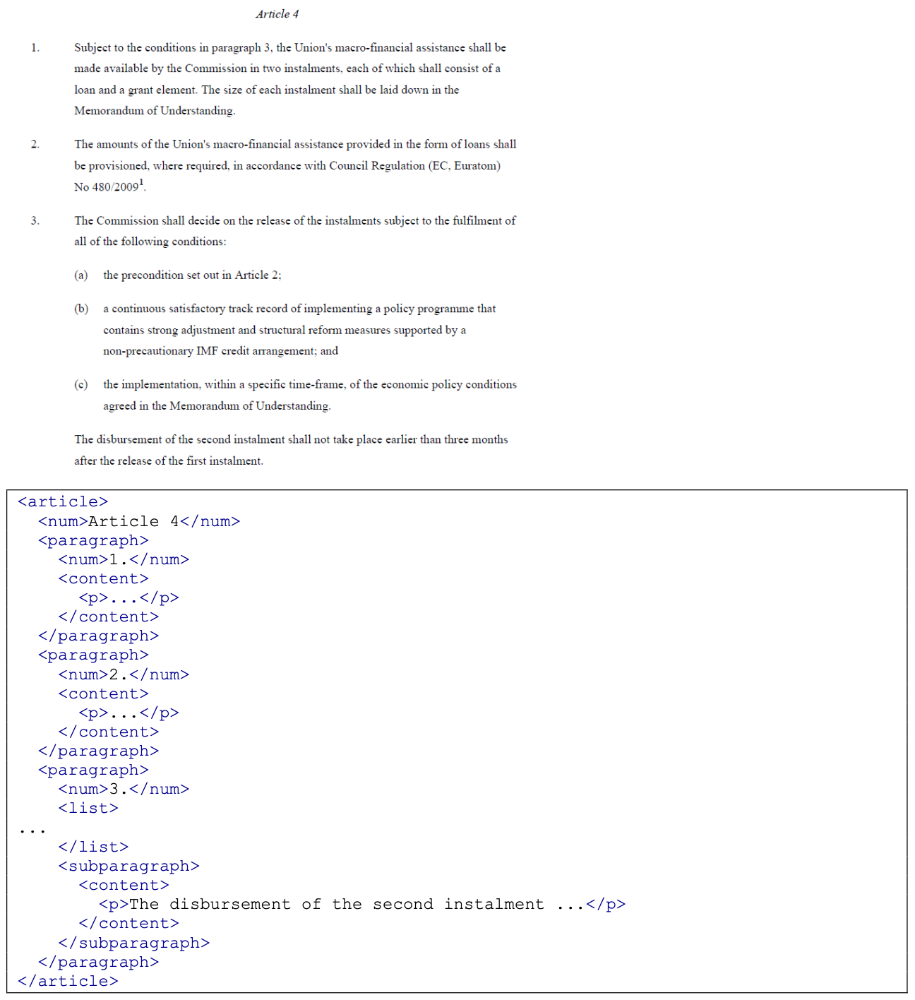 Article 4
1. Subject to the conditions in paragraph 3, the Union's macro-financial assistance shall be
made available by the Commission in two instalments, each of which shall consist of a
loan and a grant element. The size of each instalment shall be laid down in the
Memorandum of Understanding.
2. The amounts of the Union's macro-financial assistance provided in the form of loans shall
be provisioned, where required, in accordance with Council Regulation (EC, Euratom)
No 480/2009¹.
3. The Commission shall decide on the release of the instalments subject to the fulfilment of
all of the following conditions:
(a) the precondition set out in Article 2;
(b) a continuous satisfactory track record of implementing a policy programme that
contains strong adjustment and structural reform measures supported by a
non-precautionary IMF credit arrangement; and
(c) the implementation, within a specific time-frame, of the economic policy conditions
agreed in the Memorandum of Understanding.
The disbursement of the second instalment shall not take place earlier than three months
after the release of the first instalment.
<article>
  <num>Article 4</num>
  <paragraph>
    <num>1.</num>
    <content>
      <p>...</p>
    </content>
  </paragraph>
  <paragraph>
    <num>2.</num>
    <content>
      <p>...</p>
    </content>
  </paragraph>
  <paragraph>
    <num>3.</num>
    <list>
...
    </list>
    <subparagraph>
      <content>
        <p>The disbursement of the second instalment ...</p>
      </content>
    </subparagraph>
  </paragraph>
</article>